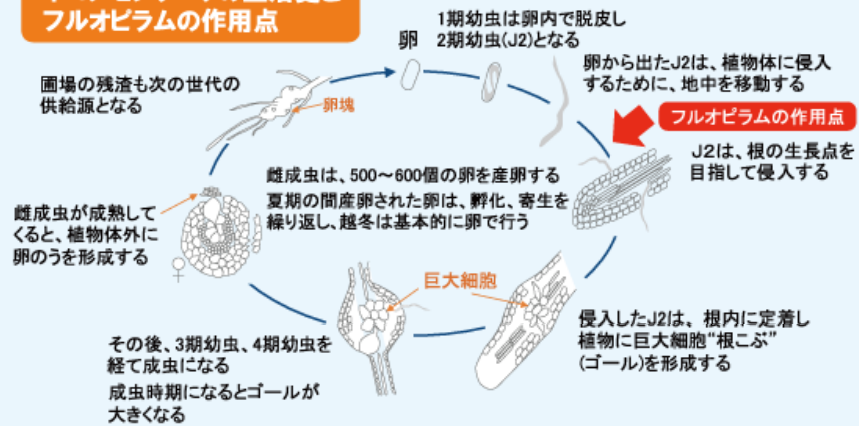 フルオピラムの作用点
卵
1期幼虫は卵内で脱皮し
2期幼虫(J2)となる
卵から出たJ2は、植物体に侵入
するために、地中を移動する
フルオピラムの作用点
J2は、根の生長点を
目指して侵入する
侵入したJ2は、根内に定着し
植物に巨大細胞“根こぶ”
(ゴール)を形成する
巨大細胞
その後、3期幼虫、4期幼虫を
経て成虫になる
成虫時期になるとゴールが
大きくなる
雌成虫が成熟して
くると、植物体外に
卵のうを形成する
♀
圃場の残渣も次の世代の
供給源となる
卵塊
雌成虫は、500〜600個の卵を産卵する
夏期の間産卵された卵は、孵化、寄生を
繰り返し、越冬は基本的に卵で行う